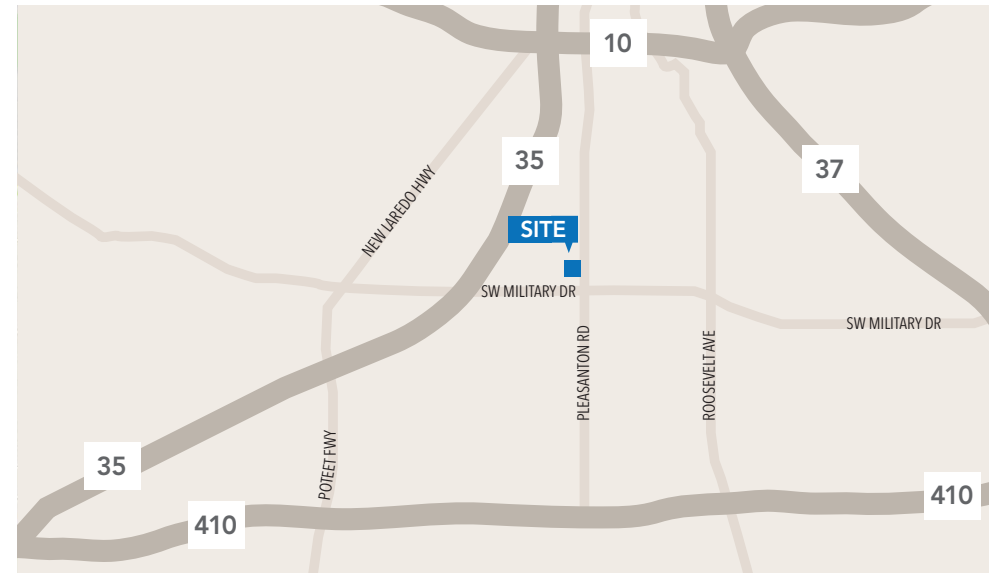 10
35
37
NEW LAREDO HWY
SITE
SW MILITARY DR
SW MILITARY DR
PLEASANTON RD
ROOSEVELT AVE
35
POTEET FWY
410
410